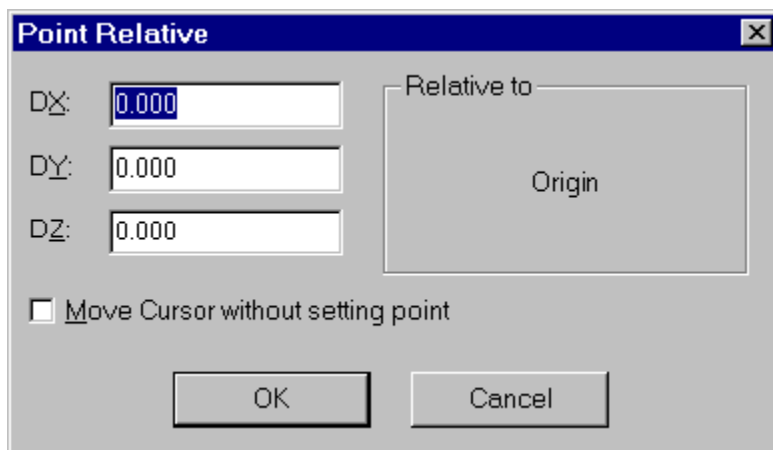 Point Relative
DX: 0.000
Relative to
DY: 0.000
Origin
DZ: 0.000
Move Cursor without setting point
OK Cancel